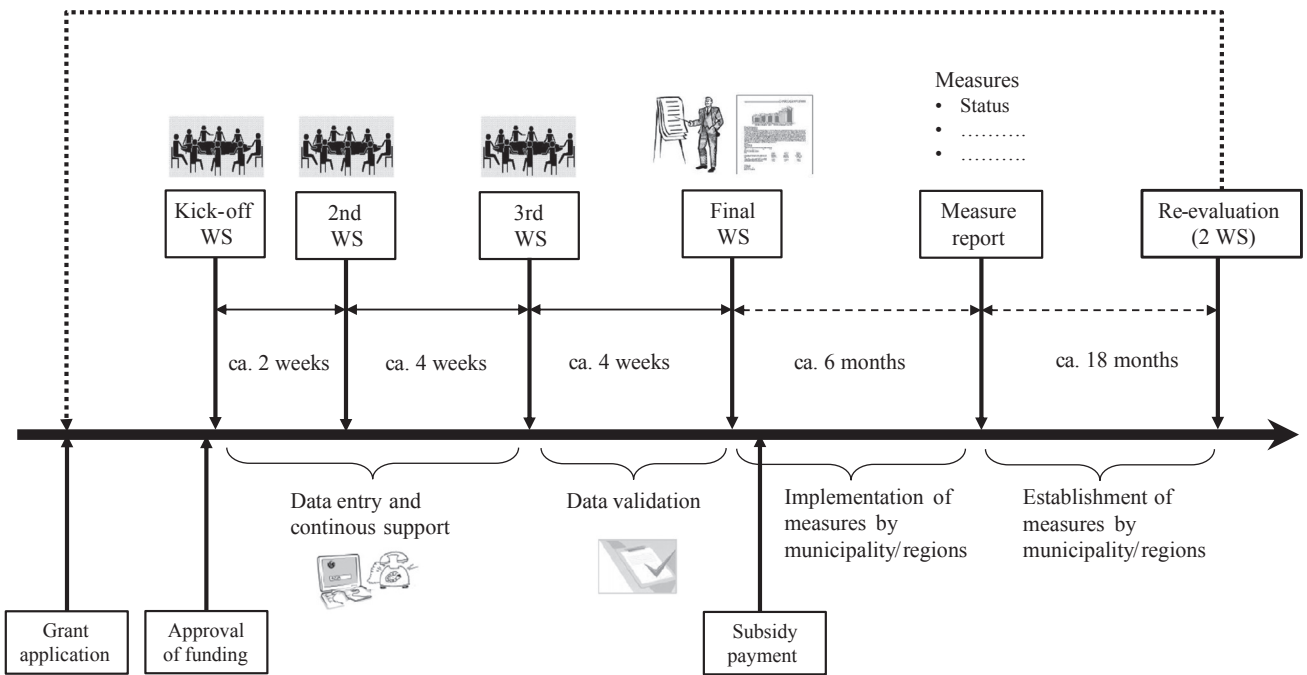 Measures
• Status
• ..........
• ..........
Kick-off
WS
2nd
WS
3rd
WS
Final
WS
Measure
report
Re-evaluation
(2 WS)
ca. 2 weeks
ca. 4 weeks
ca. 4 weeks
ca. 6 months
ca. 18 months
Data entry and
continous support
Data validation
Implementation of
measures by
municipality/regions
Establishment of
measures by
municipality/regions
Grant
application
Approval
of funding
Subsidy
payment